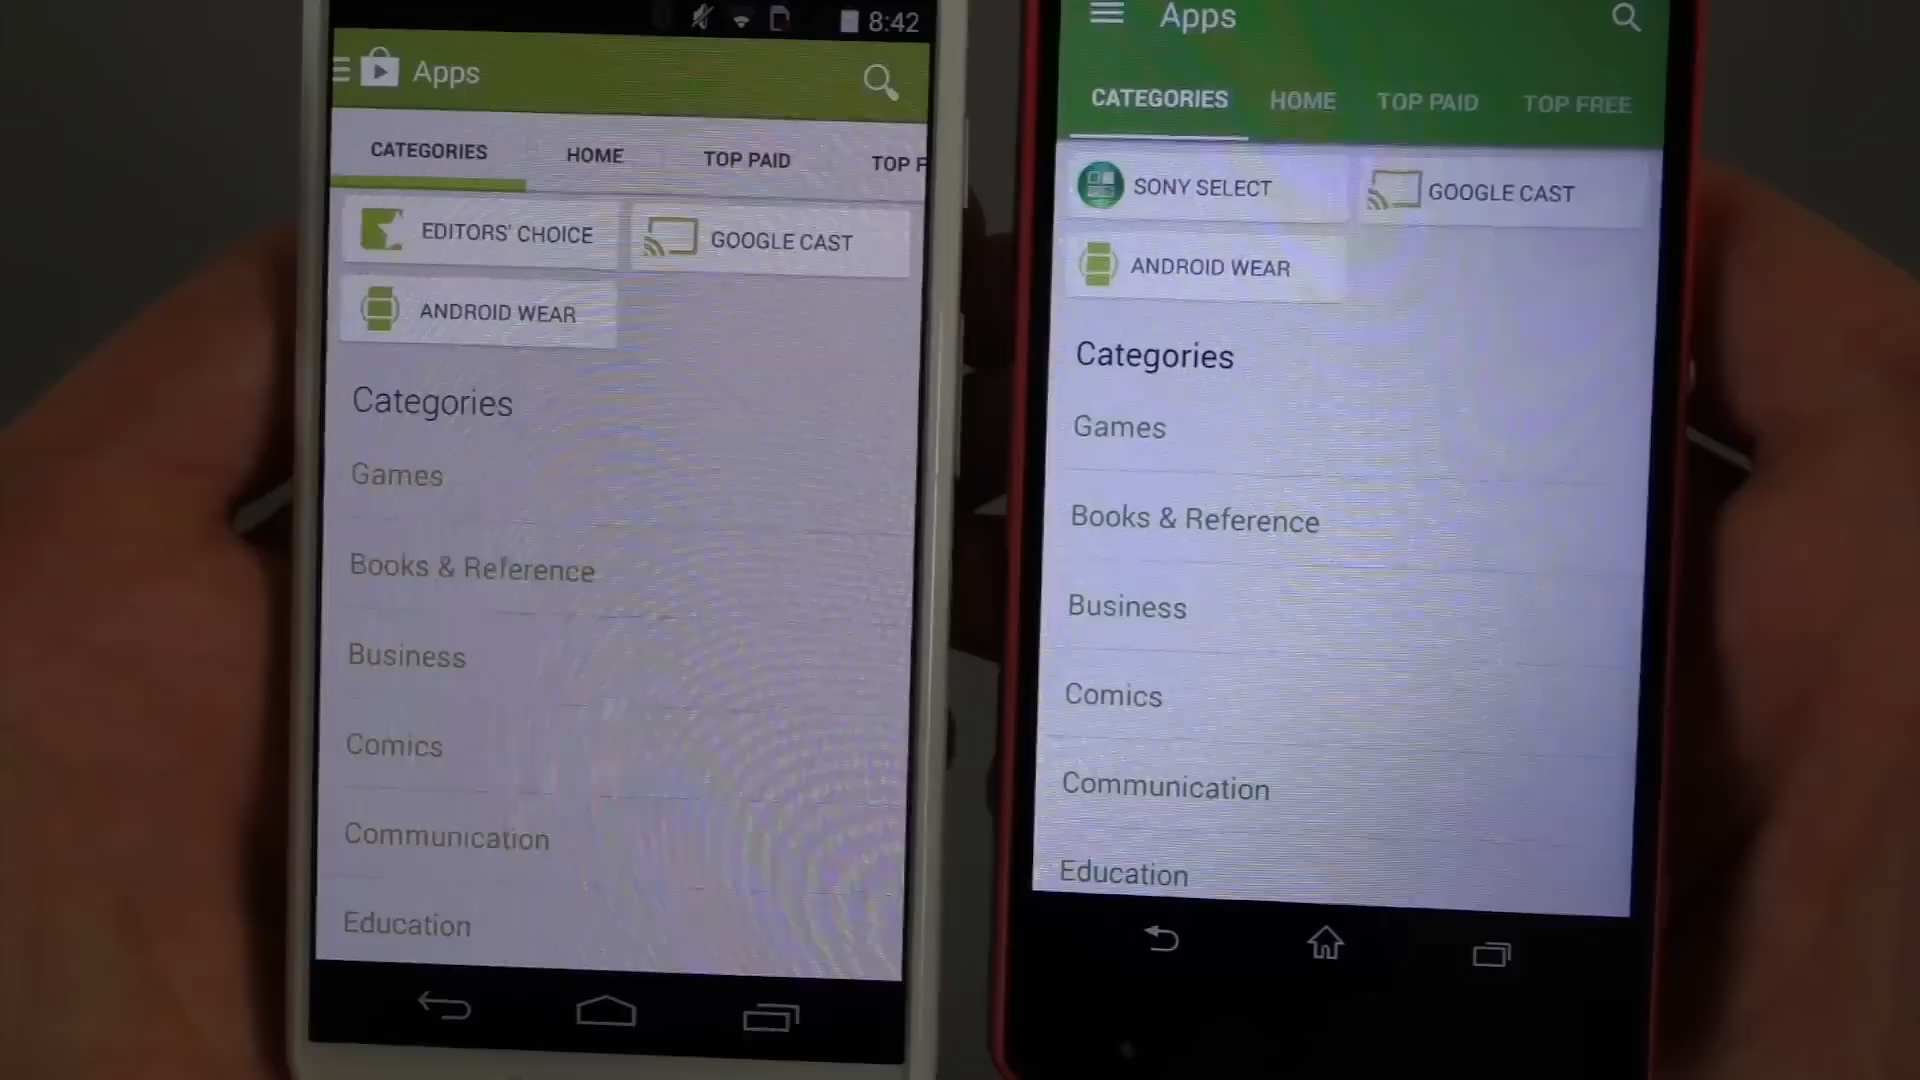 8:42
Apps
CATEGORIES HOME TOP PAID TOP F
EDITORS' CHOICE GOOGLE CAST
ANDROID WEAR
Categories
Games
Books & Reference
Business
Comics
Communication
Education
Apps
CATEGORIES HOME TOP PAID TOP FREE
SONY SELECT GOOGLE CAST
ANDROID WEAR
Categories
Games
Books & Reference
Business
Comics
Communication
Education